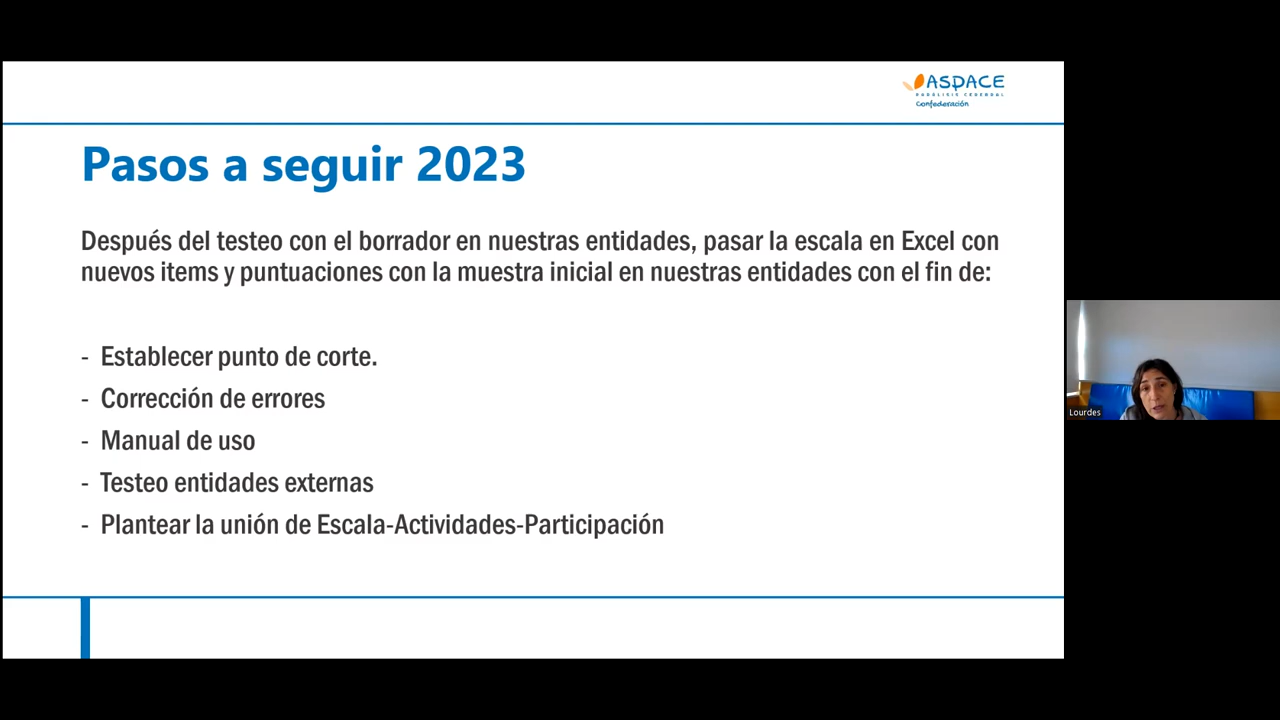 ASPACE
PARÁLISIS CEREBRAL
Confederación
Pasos a seguir 2023
Después del testeo con el borrador en nuestras entidades, pasar la escala en Excel con
nuevos items y puntuaciones con la muestra inicial en nuestras entidades con el fin de:
- Establecer punto de corte.
- Corrección de errores
- Manual de uso
- Testeo entidades externas
- Plantear la unión de Escala-Actividades-Participación
Lourdes